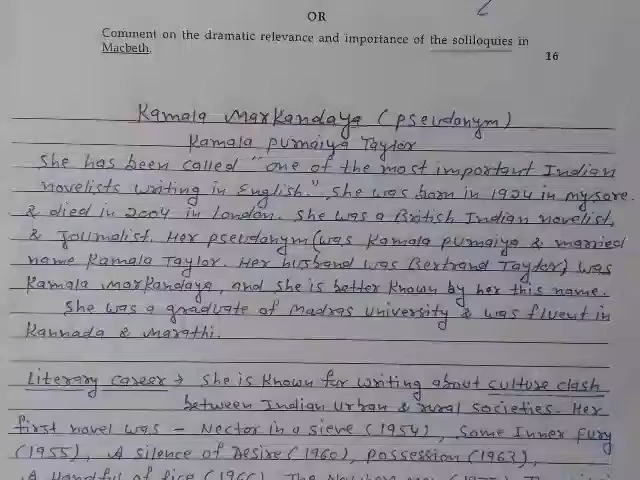 OR
Comment on the dramatic relevance and importance of the soliloquies in
Macbeth.
16
Kamala Markandaya (pseudonym)
Kamala Purnaiya Taylor
She has been called "one of the most important Indian
novelists writing in English." She was born in 1924 in mysore.
& died in 2004 in London. She was a British Indian novelist,
& Journalist. Her pseudonym (was Kamala Purnaiya & married
name Kamala Taylor. Her husband was Bertrand Taylor) was
Kamala Markandaya, and she is better known by her this name.
She was a graduate of Madras University & was fluent in
Kannada & Marathi.
Literary career → She is known for writing about culture clash
between Indian Urban & rural societies. Her
first novel was - Nector in a sieve (1954), Some Inner Fury
(1955), A silence of Desire (1960), Possession (1963),
A Handful of